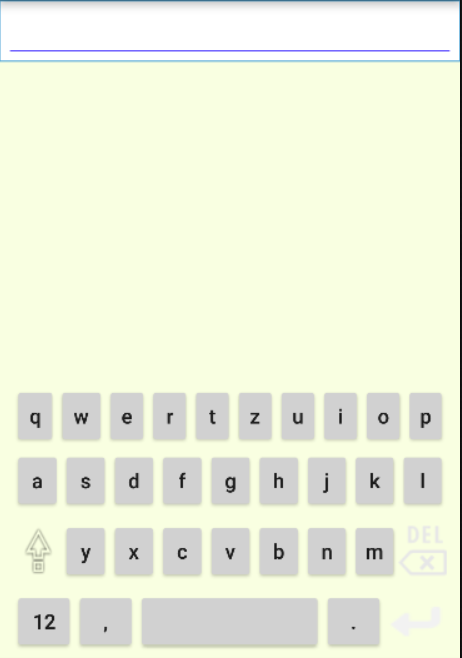 q w e r t z u i o p
a s d f g h j k l
DEL
y x c v b n m
12 , .